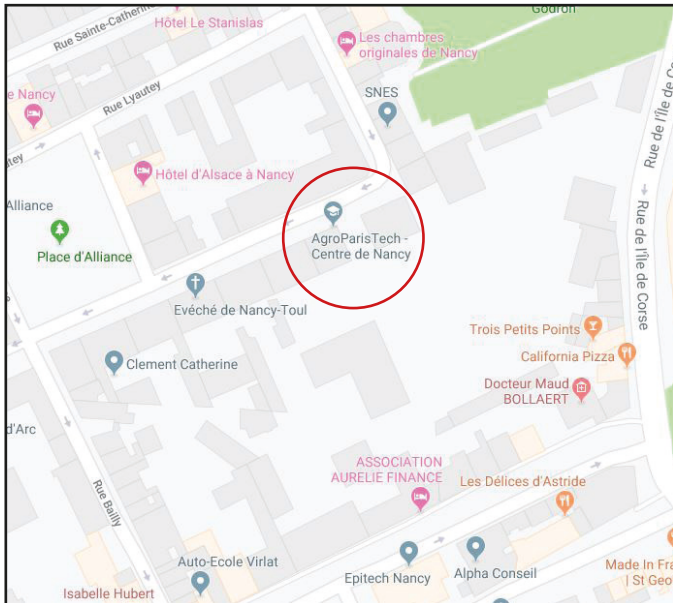 Godron
Hôtel Le Stanislas
Rue Sainte-Catherine
Les chambres
originales de Nancy
Rue de l'Île de Co
e Nancy
Rue Lyautey
SNES
tey
Hôtel d'Alsace à Nancy
Alliance
Place d'Alliance
AgroParisTech -
Centre de Nancy
Rue de l'Île de Corse
Evéché de Nancy-Toul
Trois Petits Points
California Pizza
Clement Catherine
Docteur Maud
BOLLAERT
d'Arc
ASSOCIATION
AURELIE FINANCE
Les Délices d'Astride
Rue Bailly
Auto-Ecole Virlat
Epitech Nancy
Alpha Conseil
Made In Fra
| St Geo
Isabelle Hubert